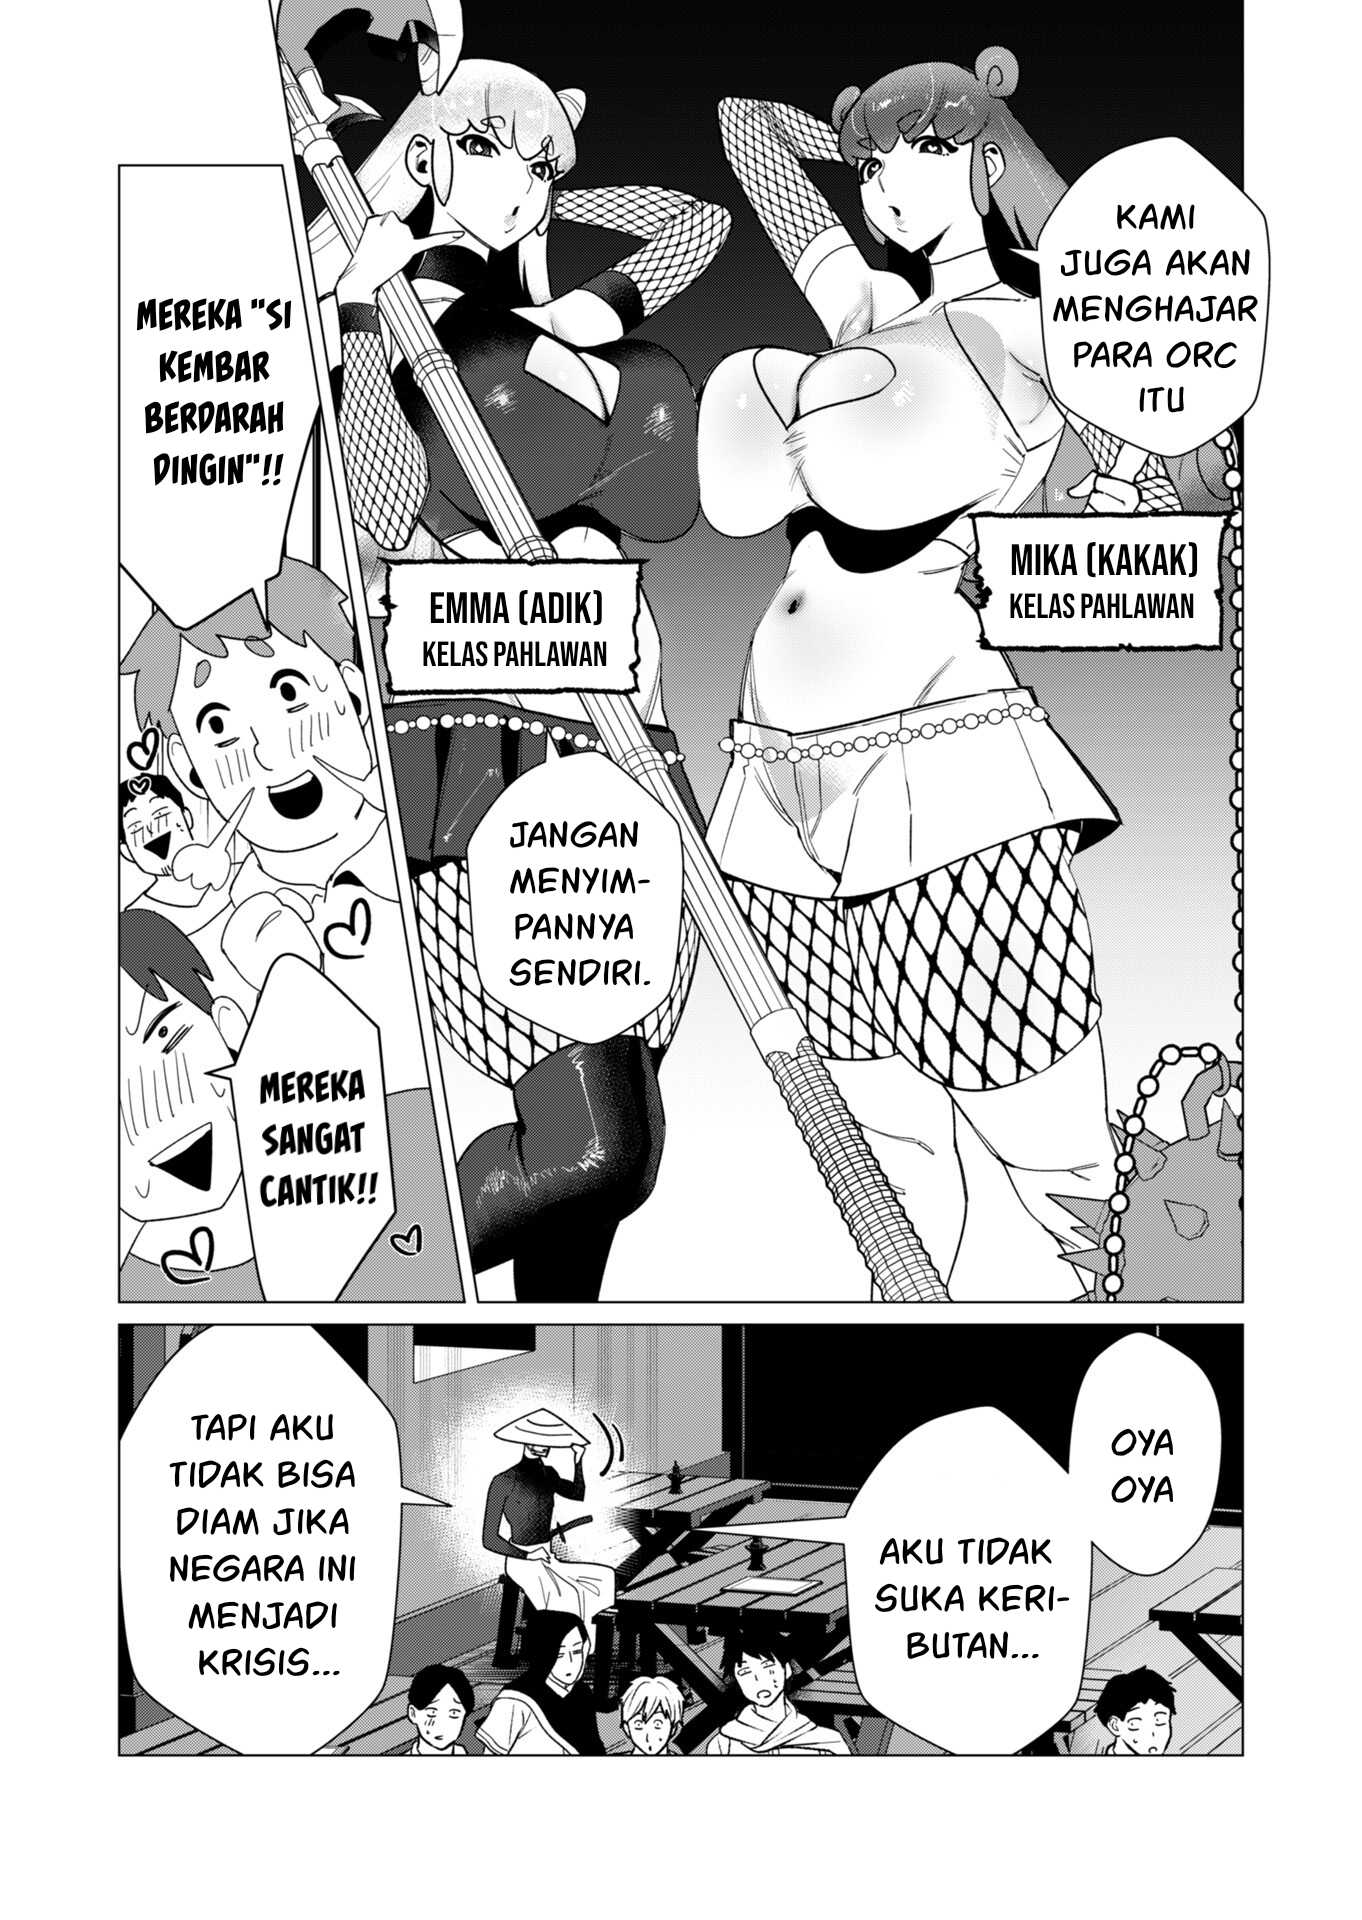 KAMI
JUGA AKAN
MENGHAJAR
PARA ORC
ITU
MIKA (KAKAK)
KELAS PAHLAWAN
EMMA (ADIK)
KELAS PAHLAWAN
JANGAN
MENYIM-
PANNYA
SENDIRI.
MEREKA "SI
KEMBAR
BERDARAH
DINGIN"!!
MEREKA
SANGAT
CANTIK!!
OYA
OYA
AKU TIDAK
SUKA KERI-
BUTAN...
TAPI AKU
TIDAK BISA
DIAM JIKA
NEGARA INI
MENJADI
KRISIS...